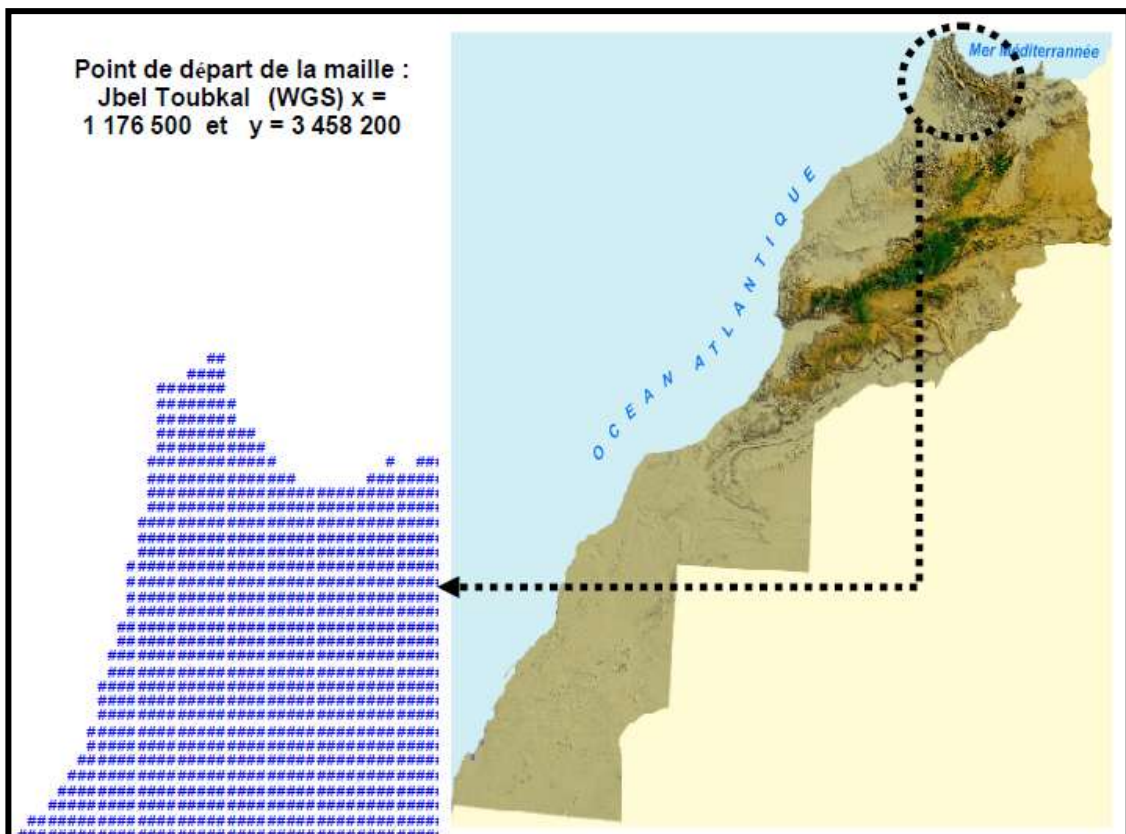 Point de départ de la maille :
Jbel Toubkal (WGS) x =
1 176 500 et y = 3 458 200
Mer Méditerrannée
OCEAN ATLANTIQUE